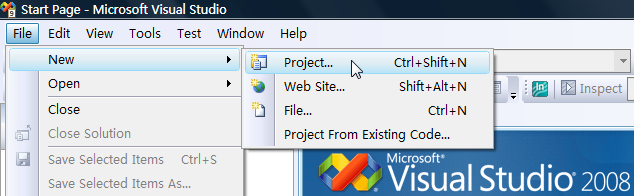 Start Page - Microsoft Visual Studio
File Edit View Tools Test Window Help
New
Project... Ctrl+Shift+N
Open
Web Site... Shift+Alt+N
Inspect
Close
File... Ctrl+N
Close Solution
Project From Existing Code...
Save Selected Items Ctrl+S
Save Selected Items As...
Microsoft®
Visual Studio 2008